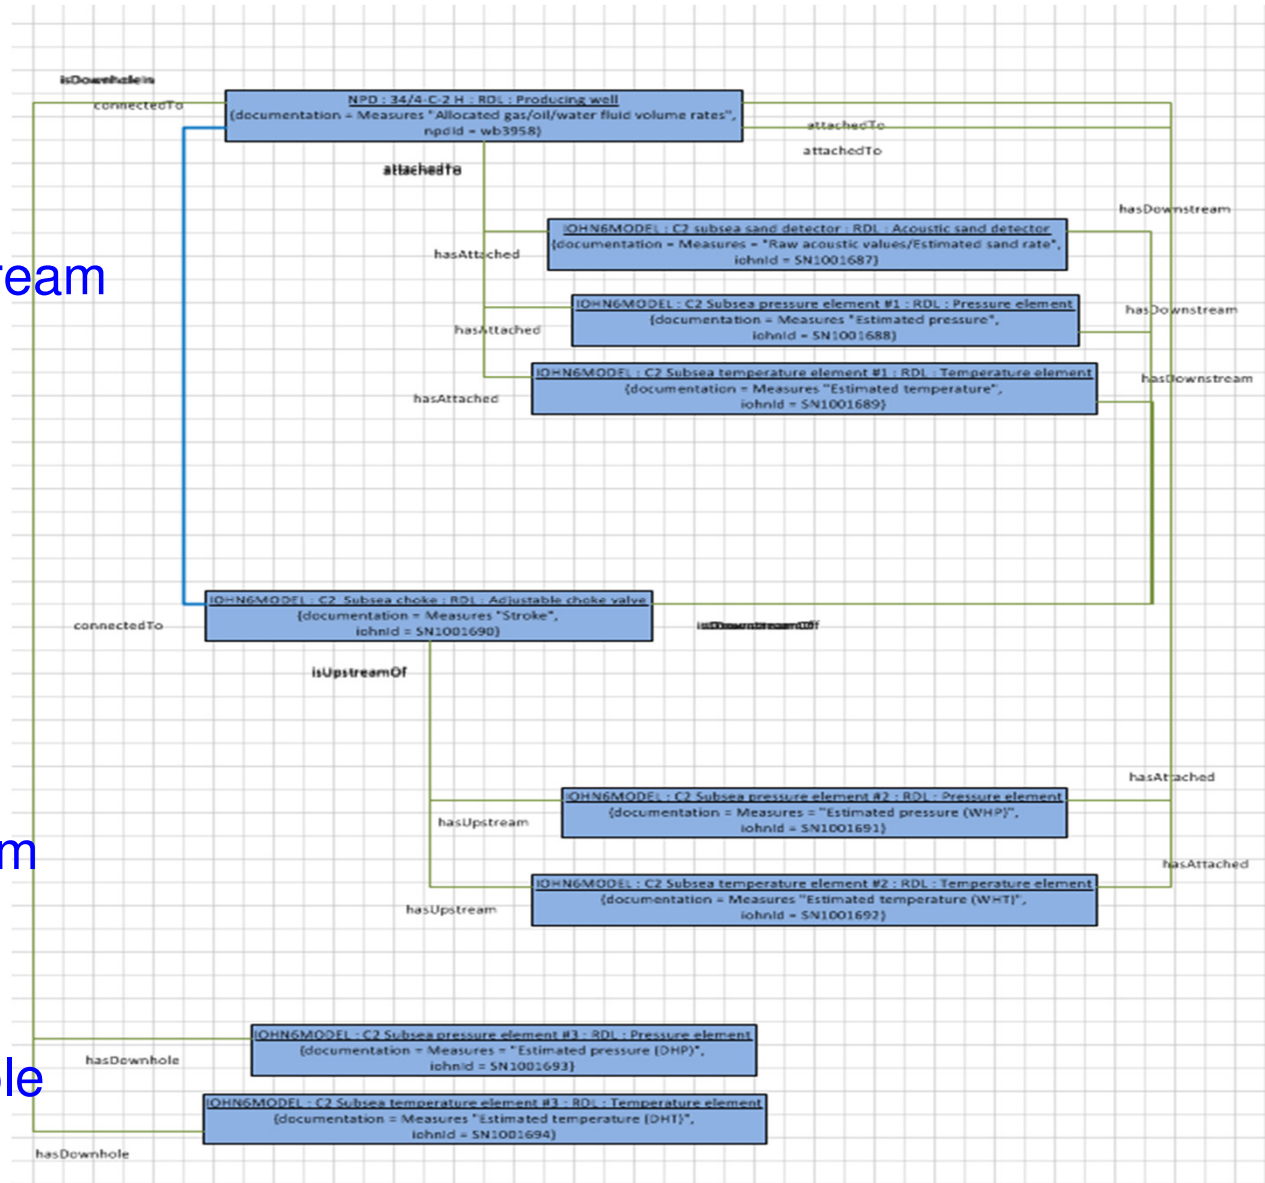 isDownholeIn
connectedTo
NPD : 34/4-C-2 H : RDL : Producing well
{documentation = Measures "Allocated gas/oil/water fluid volume rates",
npdId = wb3958}
attachedTo
attachedTo
attachedTo
hasDownstream
IOHN6MODEL : C2 subsea sand detector : RDL : Acoustic sand detector
{documentation = Measures = "Raw acoustic values/Estimated sand rate",
iohnId = SN1001687}
hasAttached
ream
IOHN6MODEL : C2 Subsea pressure element #1 : RDL : Pressure element
{documentation = Measures "Estimated pressure",
iohnId = SN1001688}
hasDownstream
hasAttached
IOHN6MODEL : C2 Subsea temperature element #1 : RDL : Temperature element
{documentation = Measures "Estimated temperature",
iohnId = SN1001689}
hasDownstream
hasAttached
IOHN6MODEL : C2 Subsea choke : RDL : Adjustable choke valve
{documentation = Measures "Stroke",
iohnId = SN1001690}
connectedTo
isDownstreamOf
isUpstreamOf
hasAttached
IOHN6MODEL : C2 Subsea pressure element #2 : RDL : Pressure element
{documentation = Measures = "Estimated pressure (WHP)",
iohnId = SN1001691}
hasUpstream
m
hasAttached
IOHN6MODEL : C2 Subsea temperature element #2 : RDL : Temperature element
{documentation = Measures "Estimated temperature (WHT)",
iohnId = SN1001692}
hasUpstream
IOHN6MODEL : C2 Subsea pressure element #3 : RDL : Pressure element
{documentation = Measures = "Estimated pressure (DHP)",
iohnId = SN1001693}
hasDownhole
le
IOHN6MODEL : C2 Subsea temperature element #3 : RDL : Temperature element
{documentation = Measures "Estimated temperature (DHT)",
iohnId = SN1001694}
hasDownhole